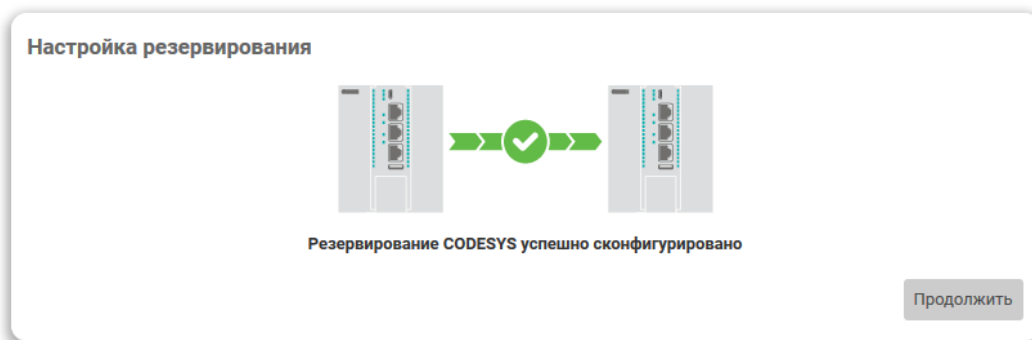 Настройка резервирования
Резервирование CODESYS успешно сконфигурировано
Продолжить